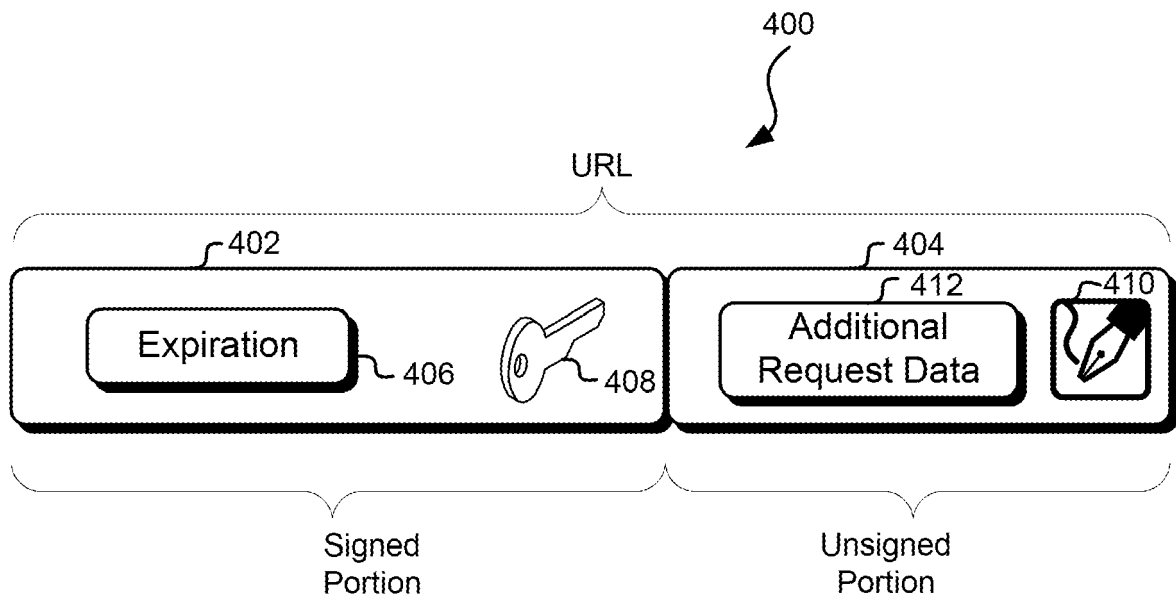 400
URL
402
404
412
410
Expiration
406
408
Additional
Request Data
Signed
Portion
Unsigned
Portion